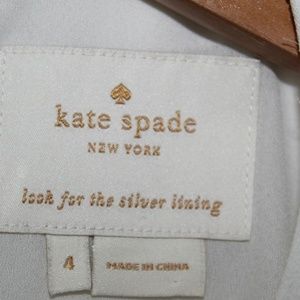 kate spade
NEW YORK
look for the silver lining
4
MADE IN CHINA